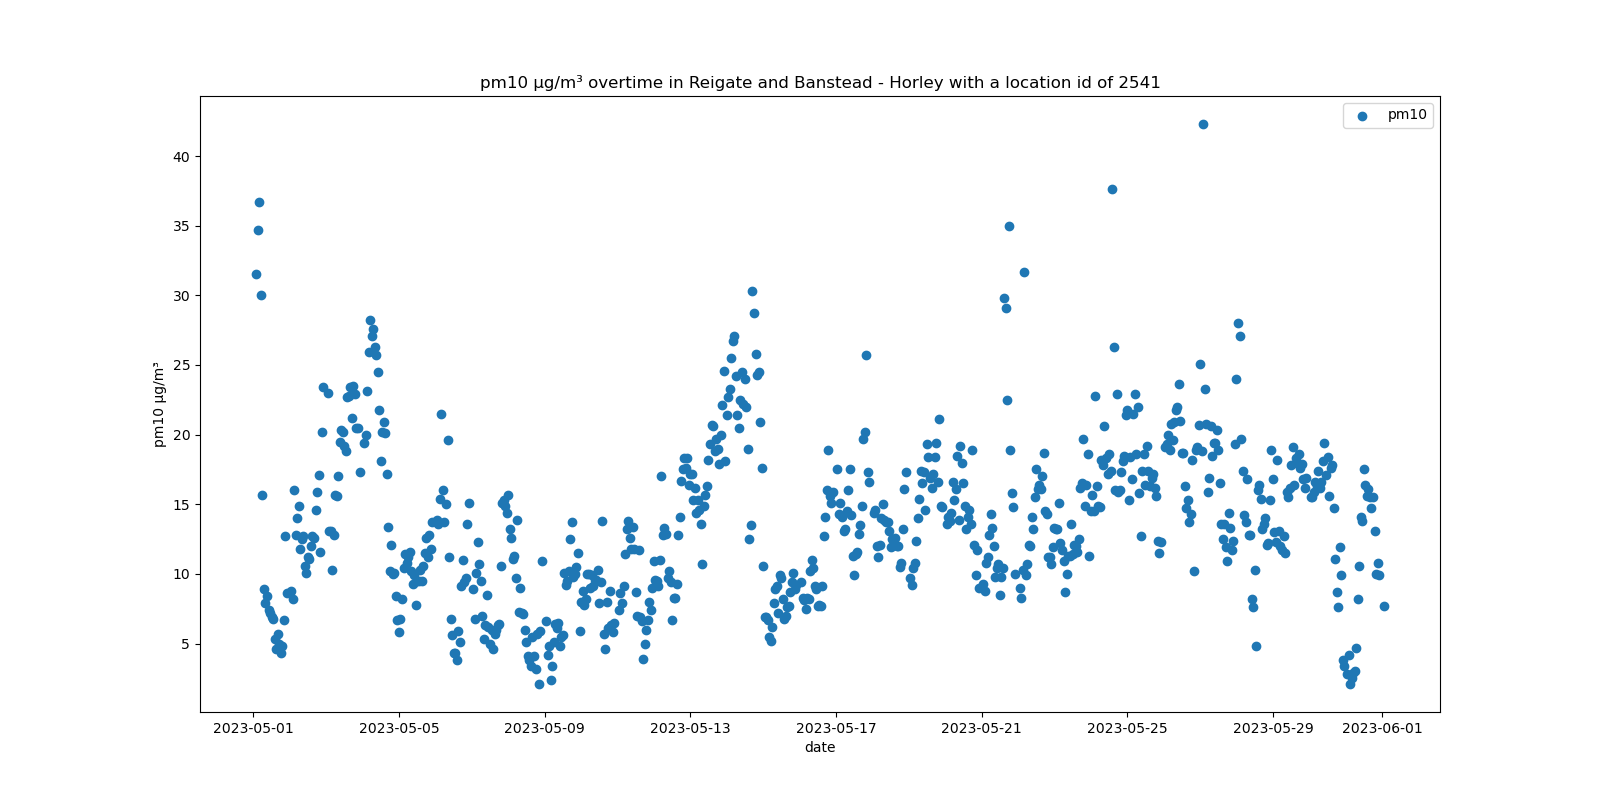 pm10 µg/m³ overtime in Reigate and Banstead - Horley with a location id of 2541
pm10
pm10 µg/m³
40
35
30
25
20
15
10
5
2023-05-01 2023-05-05 2023-05-09 2023-05-13 2023-05-17 2023-05-21 2023-05-25 2023-05-29 2023-06-01
date